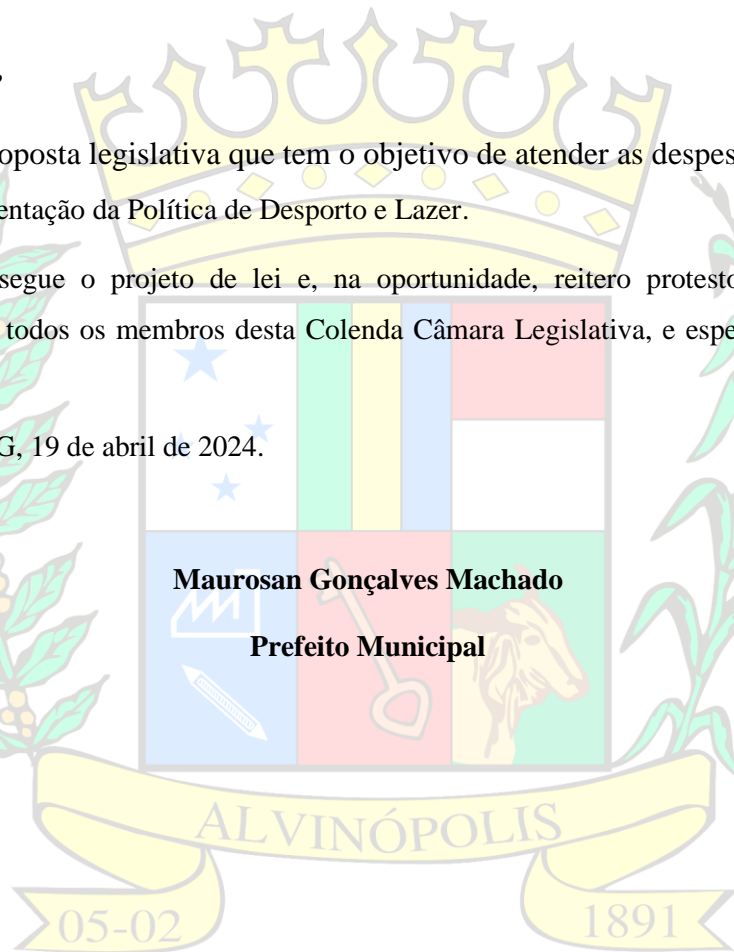 ,
oposta legislativa que tem o objetivo de atender as despes
entação da Política de Desporto e Lazer.
segue o projeto de lei e, na oportunidade, reitero protesto
todos os membros desta Colenda Câmara Legislativa, e espe
G, 19 de abril de 2024.
Maurosan Gonçalves Machado
Prefeito Municipal
ALVINÓPOLIS
05-02
1891